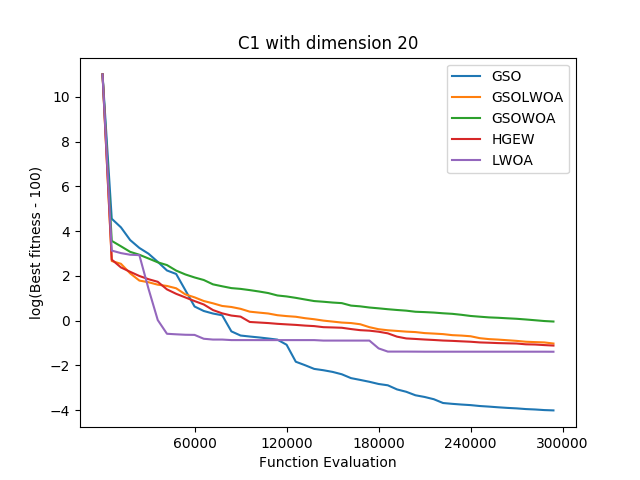 C1 with dimension 20
log(Best fitness - 100)
10
8
6
4
2
0
−2
−4
GSO
GSOLWOA
GSOWOA
HGEW
LWOA
60000 120000 180000 240000 300000
Function Evaluation